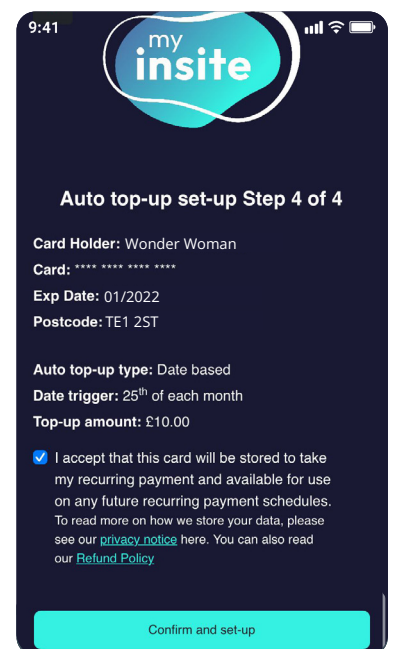 9:41
my
insite
Auto top-up set-up Step 4 of 4
Card Holder: Wonder Woman
Card: **** **** **** ****
Exp Date: 01/2022
Postcode: TE1 2ST
Auto top-up type: Date based
Date trigger: 25th of each month
Top-up amount: £10.00
I accept that this card will be stored to take
my recurring payment and available for use
on any future recurring payment schedules.
To read more on how we store your data, please
see our privacy notice here. You can also read
our Refund Policy
Confirm and set-up